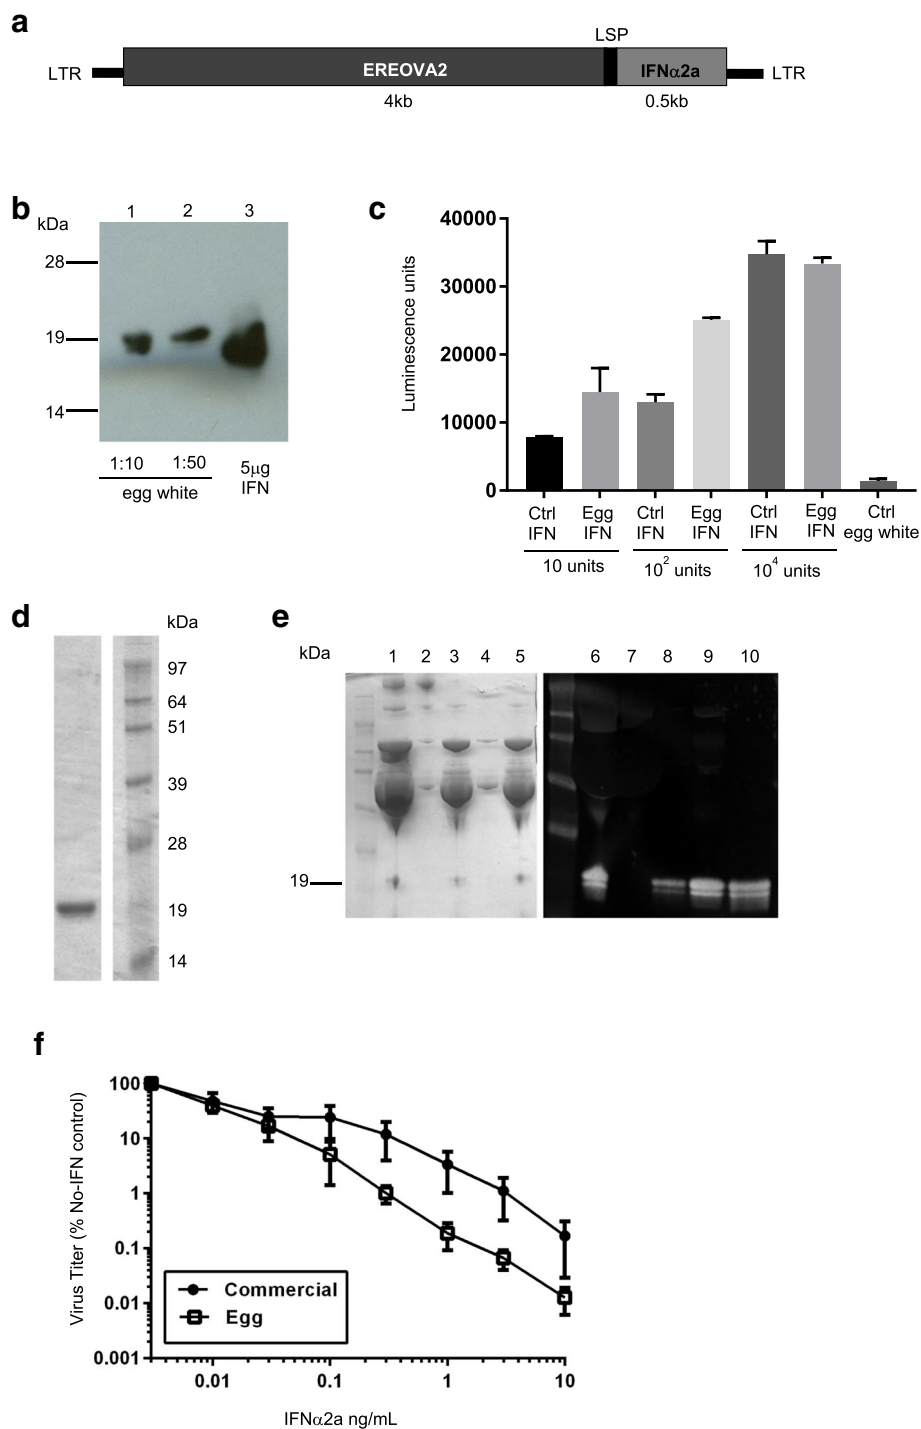 a
LSP
LTR EREOVA2 IFNα2a LTR
4kb 0.5kb
b
kDa
1 2 3
28
19
14
1:10 1:50 5μg
egg white IFN
c
Luminescence units
40000
30000
20000
10000
0
Ctrl Egg Ctrl Egg Ctrl Egg Ctrl
IFN IFN IFN IFN IFN IFN egg white
10 units 10² units 10⁴ units
d
kDa
97
64
51
39
28
19
14
e
kDa 1 2 3 4 5 6 7 8 9 10
19
f
Virus Titer (% No-IFN control)
100
10
1
0.1
0.01
0.001
Commercial
Egg
0.01 0.1 1 10
IFNα2a ng/mL